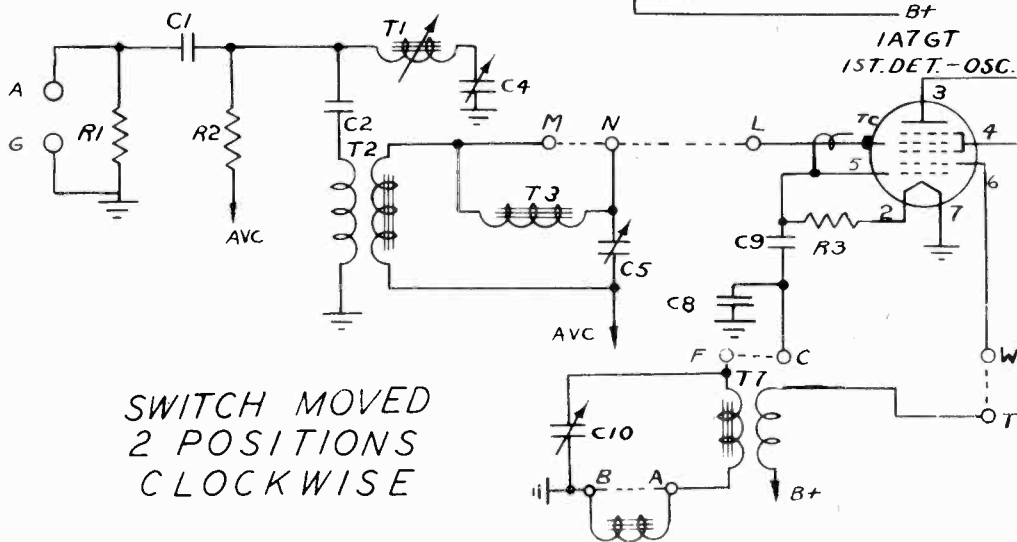 B+
1A7GT
1ST. DET. - OSC.
C1
T1
3
A
C4
TC
4
R1
R2
C2
M
N
L
G
5
T2
6
T3
2
7
C9
R3
AVC
C5
C8
AVC
F
C
W
T7
SWITCH MOVED
2 POSITIONS
CLOCKWISE
C10
T
B
A
B+